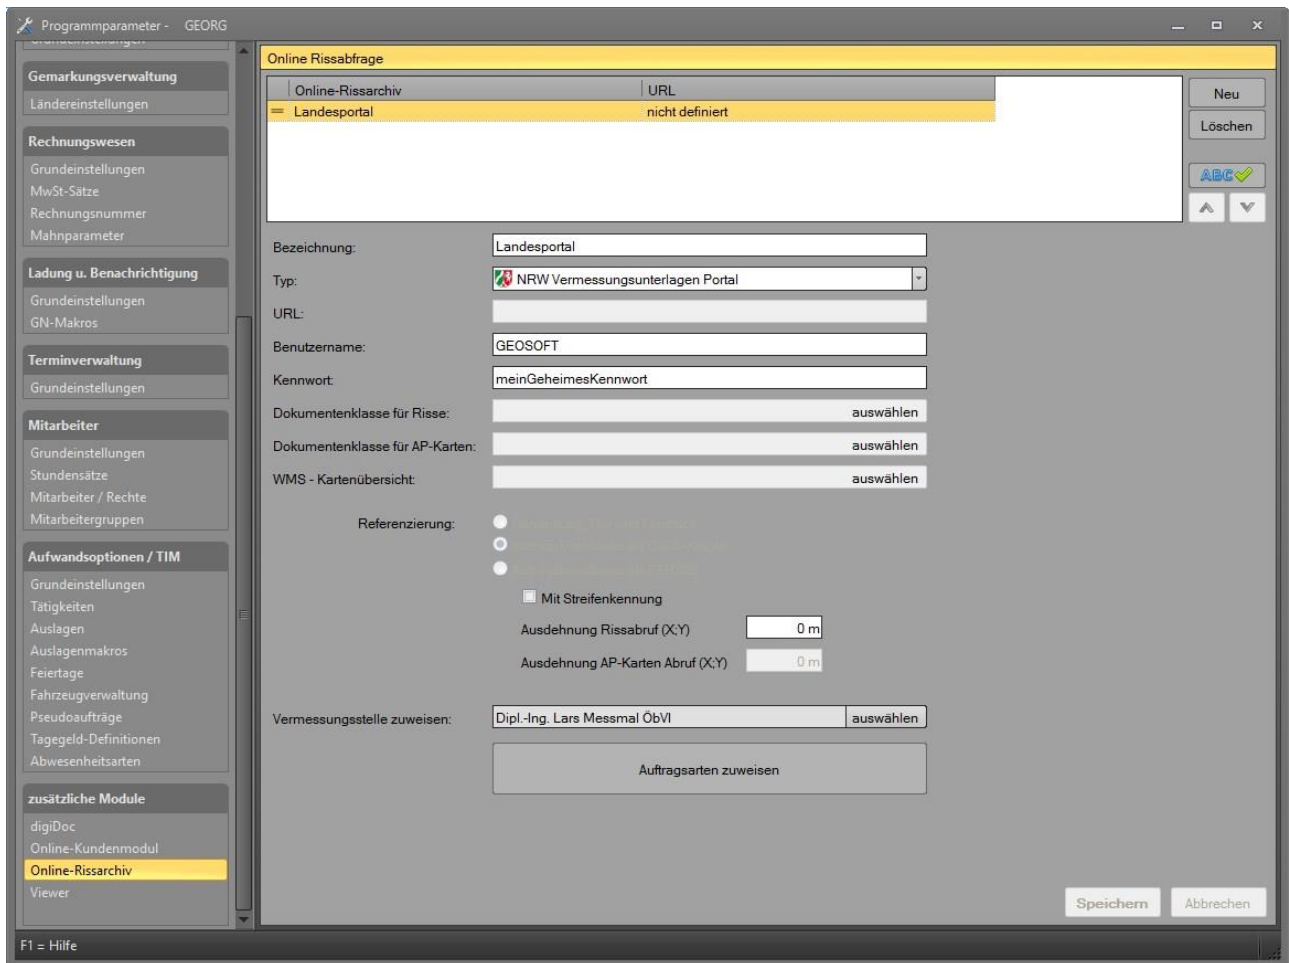 Programmparameter - GEORG
Grundeinstellungen
Gemarkungsverwaltung
Ländereinstellungen
Rechnungswesen
Grundeinstellungen
MwSt-Sätze
Rechnungsnummer
Mahnparameter
Ladung u. Benachrichtigung
Grundeinstellungen
GN-Makros
Terminverwaltung
Grundeinstellungen
Mitarbeiter
Grundeinstellungen
Stundensätze
Mitarbeiter / Rechte
Mitarbeitergruppen
Aufwandsoptionen / TIM
Grundeinstellungen
Tätigkeiten
Auslagen
Auslagenmakros
Feiertage
Fahrzeugverwaltung
Pseudoaufträge
Tagegeld-Definitionen
Abwesenheitsarten
zusätzliche Module
digiDoc
Online-Kundenmodul
Online-Rissarchiv
Viewer
Online Rissabfrage
Online-Rissarchiv URL
Landesportal nicht definiert
Neu
Löschen
ABC
Bezeichnung: Landesportal
Typ: NRW Vermessungsunterlagen Portal
URL:
Benutzername: GEOSOFT
Kennwort: meinGeheimesKennwort
Dokumentenklasse für Risse: auswählen
Dokumentenklasse für AP-Karten: auswählen
WMS - Kartenübersicht: auswählen
Referenzierung:
Mit Streifenkennung
Ausdehnung Rissabruf (X;Y) 0 m
Ausdehnung AP-Karten Abruf (X;Y) 0 m
Vermessungsstelle zuweisen: Dipl.-Ing. Lars Messmal ÖbVI auswählen
Auftragsarten zuweisen
Speichern Abbrechen
F1 = Hilfe